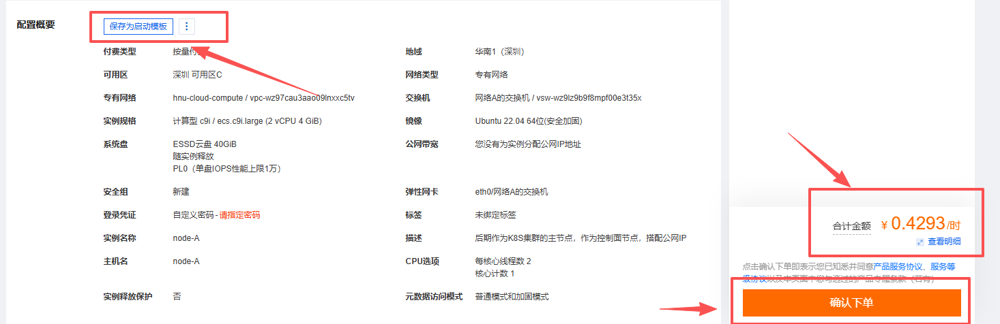 配置概要
保存为启动模板
付费类型 按量付
地域 华南1（深圳）
可用区 深圳 可用区C
网络类型 专有网络
专有网络 hnu-cloud-compute / vpc-wz97cau3aao09lnxxc5tv
交换机 网络A的交换机 / vsw-wz9lz9b9f8mpf00e3t35x
实例规格 计算型 c9i / ecs.c9i.large (2 vCPU 4 GiB)
镜像 Ubuntu 22.04 64位(安全加固)
系统盘 ESSD云盘 40GiB
随实例释放
PL0（单盘IOPS性能上限1万）
公网带宽 您没有为实例分配公网IP地址
安全组 新建
弹性网卡 eth0/网络A的交换机
登录凭证 自定义密码 - 请指定密码
标签 未绑定标签
实例名称 node-A
描述 后期作为K8S集群的主节点，作为控制面节点，搭配公网IP
主机名 node-A
CPU选项 每核心线程数 2
核心计数 1
实例释放保护 否
元数据访问模式 普通模式和加固模式
合计金额 ¥ 0.4293/时
查看明细
点击确认下单即表示您已知悉并同意产品服务协议、服务等
级协议以及本页面中您勾选过的产品专属条款（若有）
确认下单